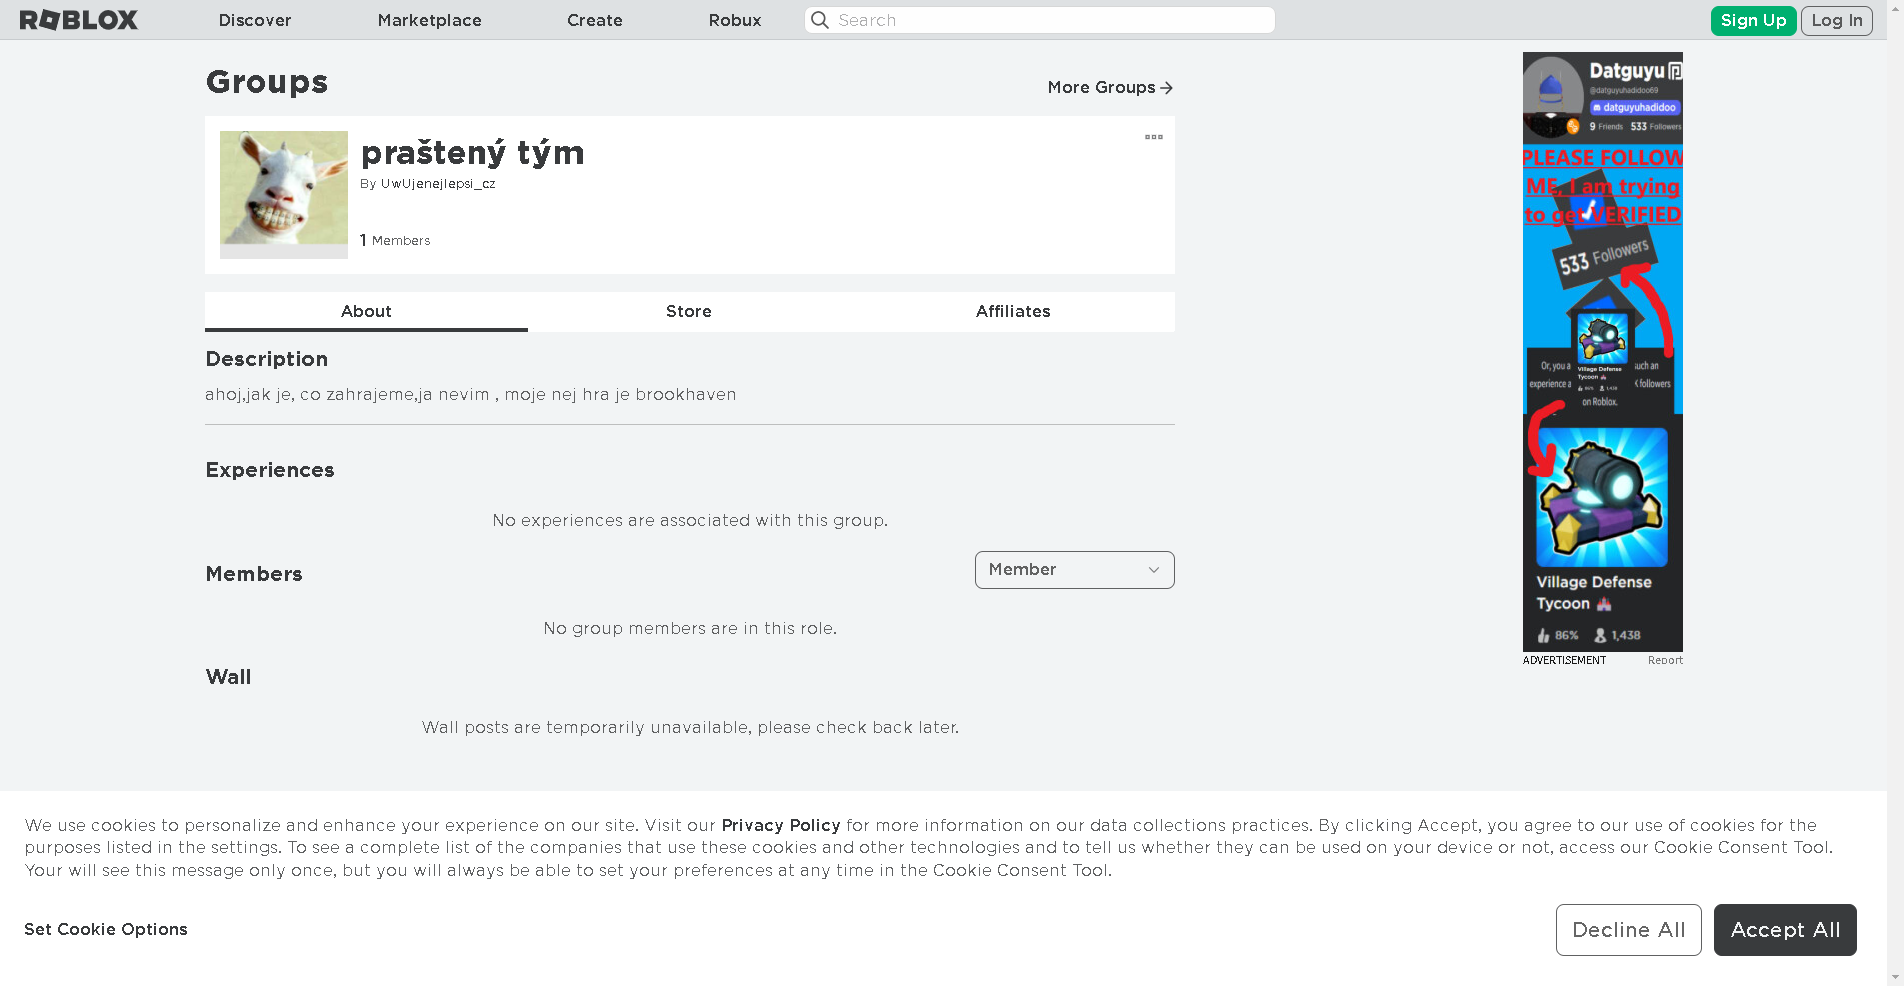 ROBLOX
Discover
Marketplace
Create
Robux
Search
Sign Up
Log In
Groups
More Groups
praštený tým
By UwUjenejlepsi_cz
1 Members
About
Store
Affiliates
Description
ahoj,jak je, co zahrajeme,ja nevim , moje nej hra je brookhaven
Experiences
No experiences are associated with this group.
Members
Member
No group members are in this role.
Wall
Wall posts are temporarily unavailable, please check back later.
Datguyu
@datguyuhadidoo69
datguyuhadidoo
9 Friends 533 Followers
PLEASE FOLLOW
ME, I am trying
to get VERIFIED
533 Followers
Or, you a
such an
Village Defense
Tycoon
experience a
K followers
86% 1,438
on Roblox.
Village Defense
Tycoon
86% 1,438
ADVERTISEMENT
Report
We use cookies to personalize and enhance your experience on our site. Visit our Privacy Policy for more information on our data collections practices. By clicking Accept, you agree to our use of cookies for the
purposes listed in the settings. To see a complete list of the companies that use these cookies and other technologies and to tell us whether they can be used on your device or not, access our Cookie Consent Tool.
Your will see this message only once, but you will always be able to set your preferences at any time in the Cookie Consent Tool.
Set Cookie Options
Decline All
Accept All